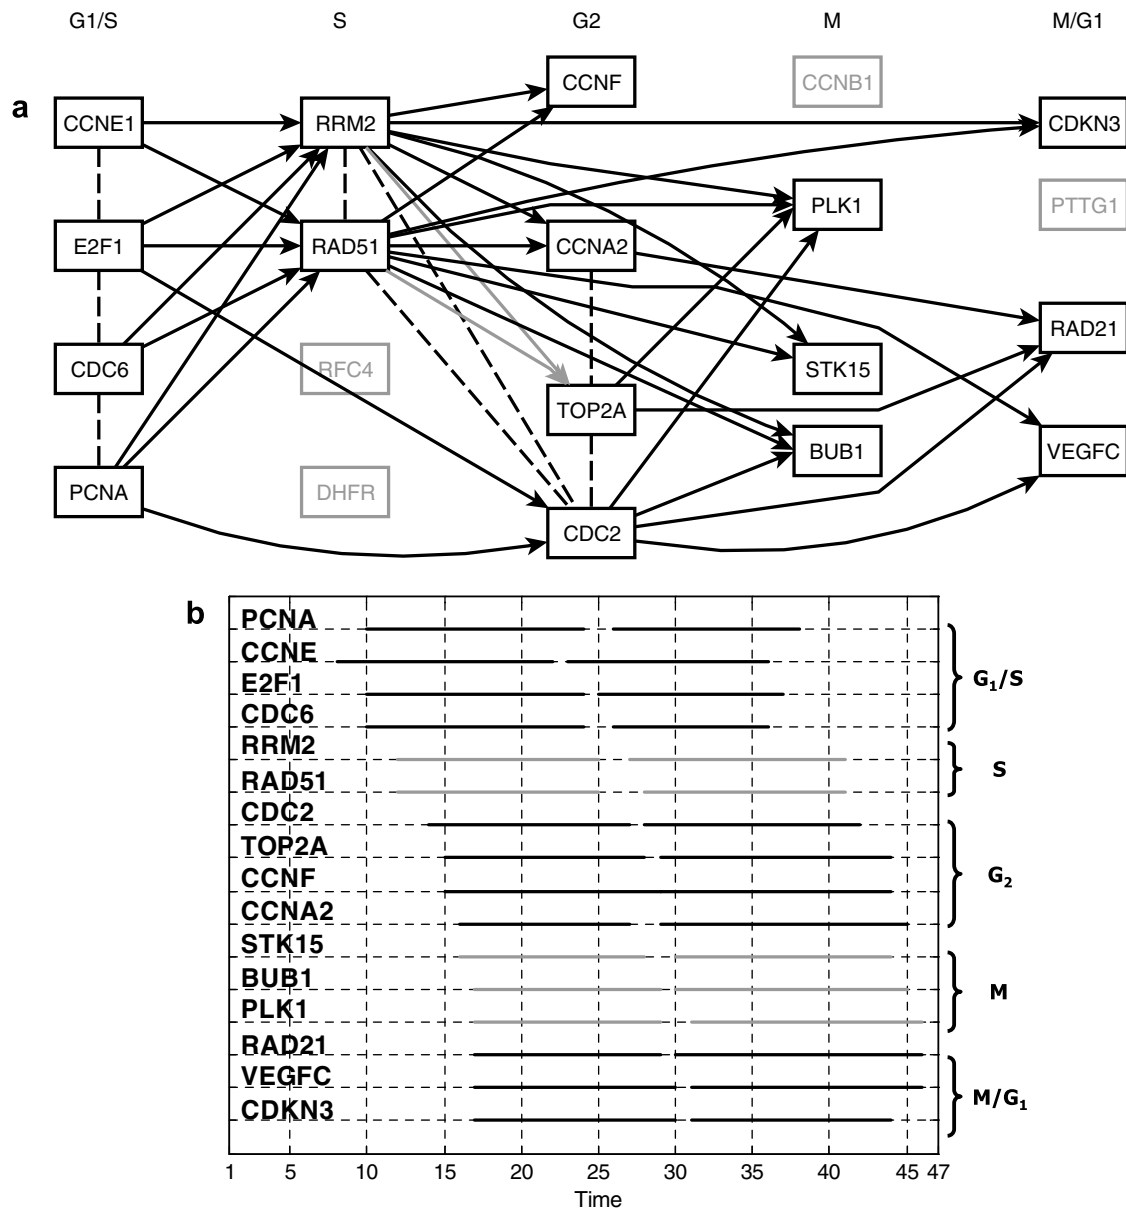 G1/S S G2 M M/G1
a
CCNF CCNB1
CCNE1 RRM2 CDKN3
PLK1 PTTG1
E2F1 RAD51 CCNA2
RAD21
CDC6 RFC4 STK15
TOP2A
BUB1 VEGFC
PCNA DHFR
CDC2
b
PCNA
CCNE
E2F1
G1/S
CDC6
RRM2
S
RAD51
CDC2
TOP2A
G2
CCNF
CCNA2
STK15
BUB1
M
PLK1
RAD21
VEGFC
M/G1
CDKN3
1 5 10 15 20 25 30 35 40 45 47
Time